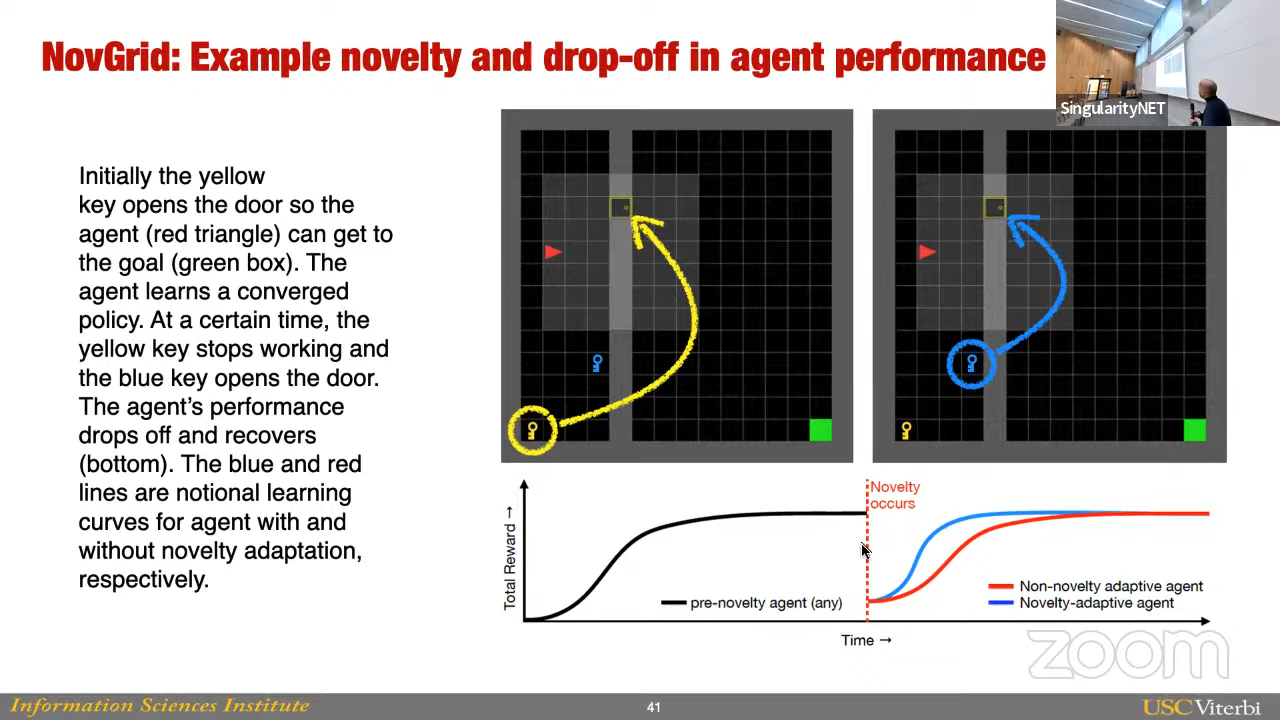 NovGrid: Example novelty and drop-off in agent performance
SingularityNET
Initially the yellow
key opens the door so the
agent (red triangle) can get to
the goal (green box). The
agent learns a converged
policy. At a certain time, the
yellow key stops working and
the blue key opens the door.
The agent’s performance
drops off and recovers
(bottom). The blue and red
lines are notional learning
curves for agent with and
without novelty adaptation,
respectively.
Total Reward →
Novelty
occurs
pre-novelty agent (any)
Non-novelty adaptive agent
Novelty-adaptive agent
Time →
zoom
Information Sciences Institute
41
USC Viterbi